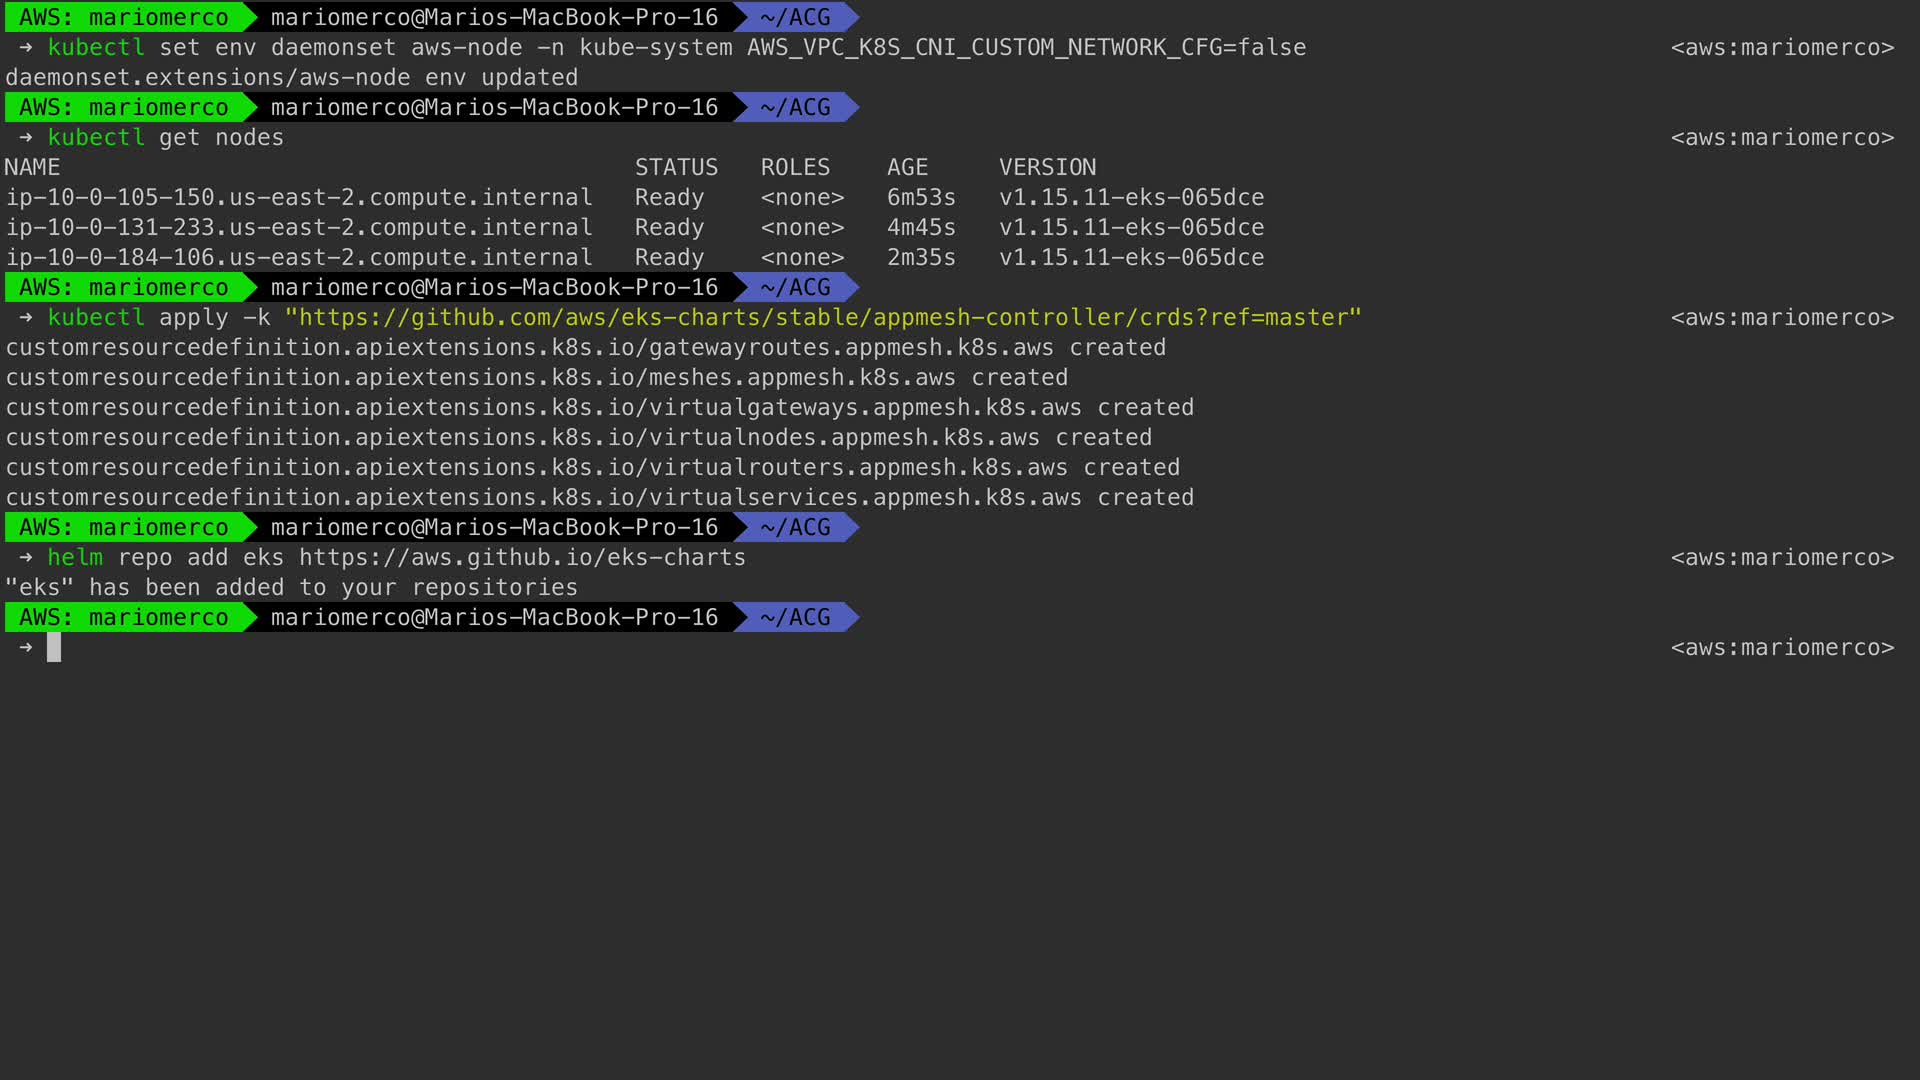 AWS: mariomerco mariomerco@Marios-MacBook-Pro-16 ~/ACG
→ kubectl set env daemonset aws-node -n kube-system AWS_VPC_K8S_CNI_CUSTOM_NETWORK_CFG=false <aws:mariomerco>
daemonset.extensions/aws-node env updated
AWS: mariomerco mariomerco@Marios-MacBook-Pro-16 ~/ACG
→ kubectl get nodes <aws:mariomerco>
NAME STATUS ROLES AGE VERSION
ip-10-0-105-150.us-east-2.compute.internal Ready <none> 6m53s v1.15.11-eks-065dce
ip-10-0-131-233.us-east-2.compute.internal Ready <none> 4m45s v1.15.11-eks-065dce
ip-10-0-184-106.us-east-2.compute.internal Ready <none> 2m35s v1.15.11-eks-065dce
AWS: mariomerco mariomerco@Marios-MacBook-Pro-16 ~/ACG
→ kubectl apply -k "https://github.com/aws/eks-charts/stable/appmesh-controller/crds?ref=master" <aws:mariomerco>
customresourcedefinition.apiextensions.k8s.io/gatewayroutes.appmesh.k8s.aws created
customresourcedefinition.apiextensions.k8s.io/meshes.appmesh.k8s.aws created
customresourcedefinition.apiextensions.k8s.io/virtualgateways.appmesh.k8s.aws created
customresourcedefinition.apiextensions.k8s.io/virtualnodes.appmesh.k8s.aws created
customresourcedefinition.apiextensions.k8s.io/virtualrouters.appmesh.k8s.aws created
customresourcedefinition.apiextensions.k8s.io/virtualservices.appmesh.k8s.aws created
AWS: mariomerco mariomerco@Marios-MacBook-Pro-16 ~/ACG
→ helm repo add eks https://aws.github.io/eks-charts <aws:mariomerco>
"eks" has been added to your repositories
AWS: mariomerco mariomerco@Marios-MacBook-Pro-16 ~/ACG
→ <aws:mariomerco>